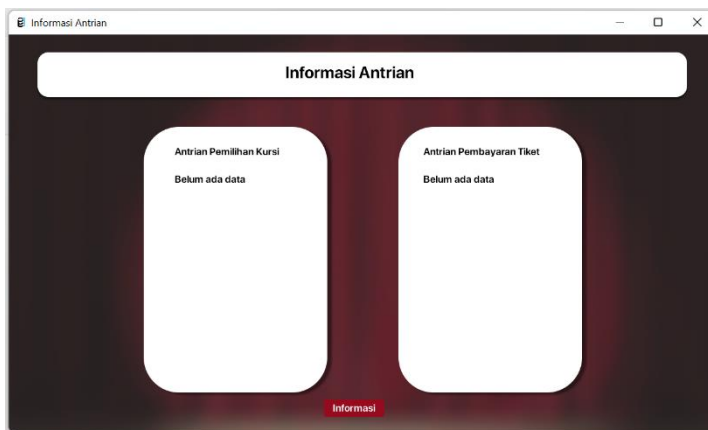 Informasi Antrian
Informasi Antrian
Antrian Pemilihan Kursi
Belum ada data
Antrian Pembayaran Tiket
Belum ada data
Informasi